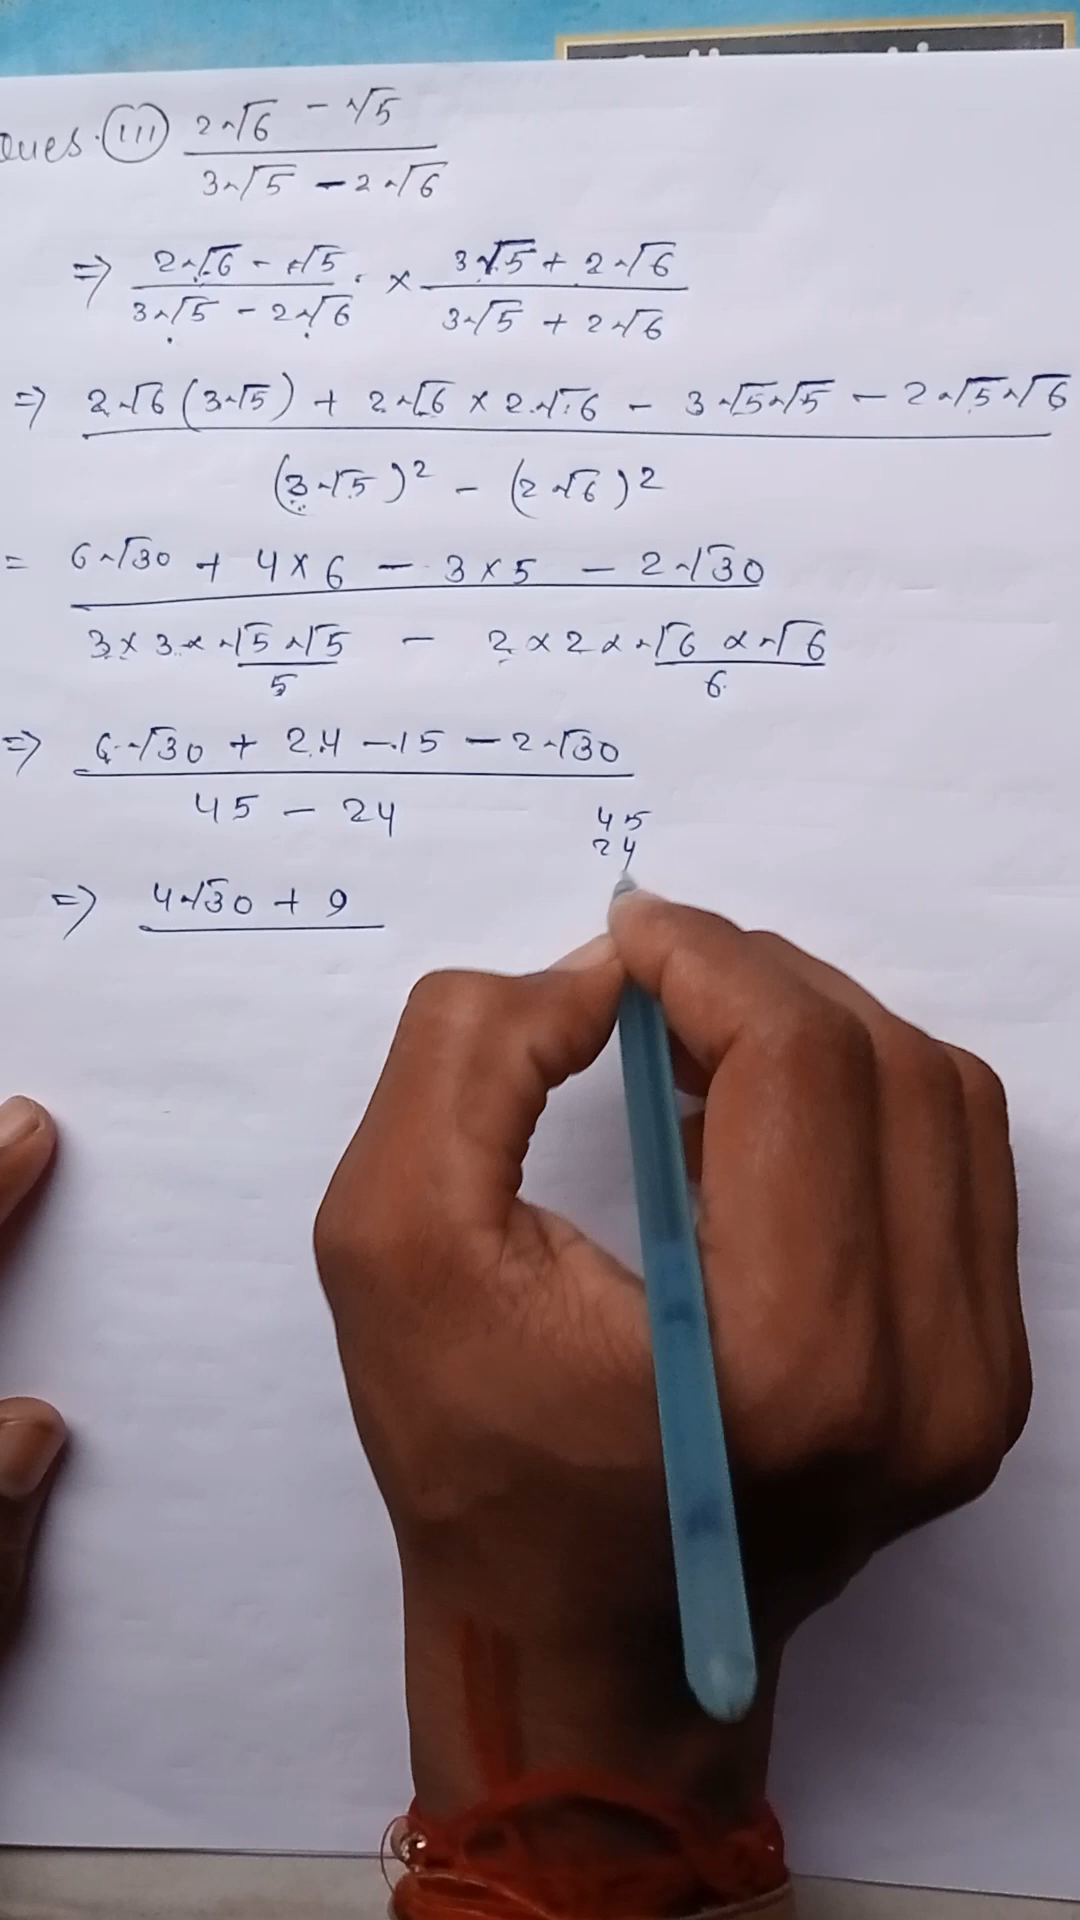 Ques. (iii) 2√6 - √5
3√5 - 2√6
⇒ 2√6 - √5 × 3√5 + 2√6
3√5 - 2√6 3√5 + 2√6
⇒ 2√6 (3√5) + 2√6 × 2√6 - 3√5√5 - 2√5√6
(3√5)² - (2√6)²
= 6√30 + 4×6 - 3×5 - 2√30
3×3×√5√5 - 2×2×√6×√6
5 6
⇒ 6√30 + 24 - 15 - 2√30
45 - 24
45
24
⇒ 4√30 + 9